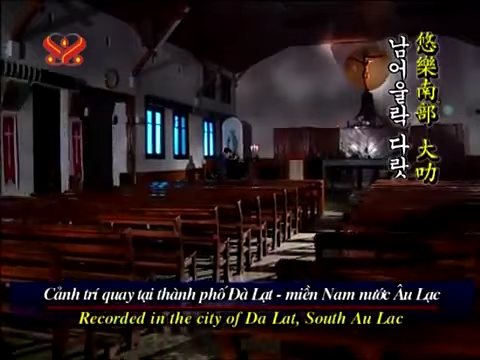 悠樂南部 大叻
남어울락 다랏
Cảnh trí quay tại thành phố Đà Lạt - miền Nam nước Âu Lạc
Recorded in the city of Da Lat, South Au Lac